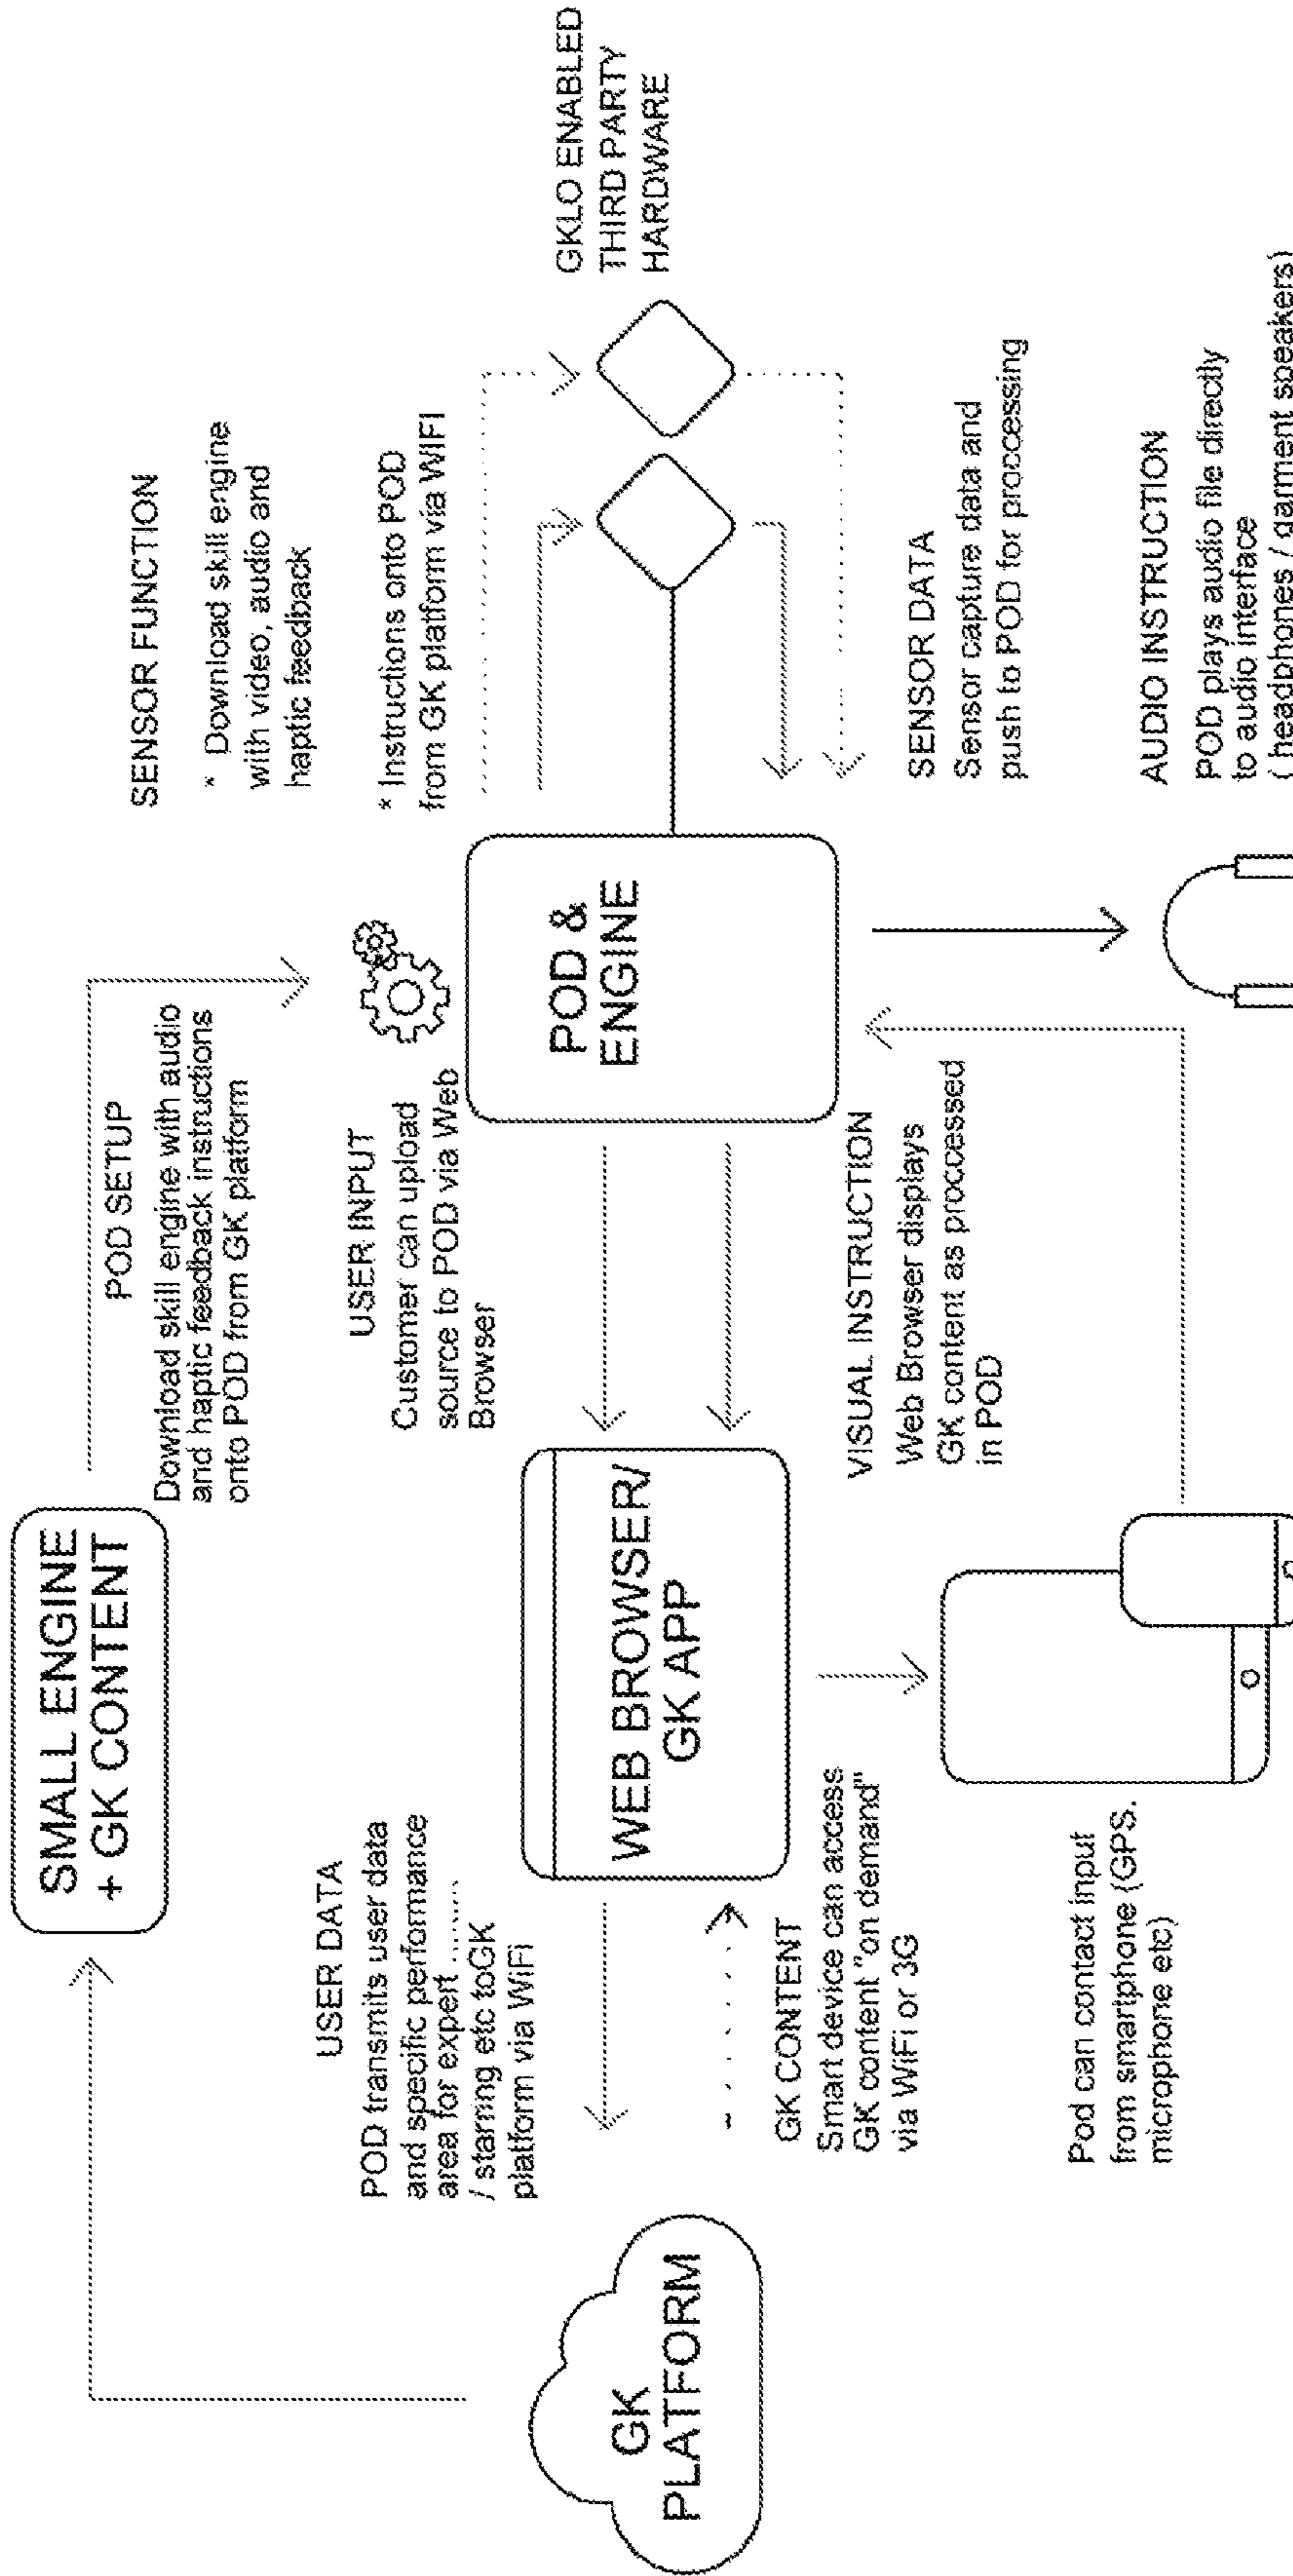 SMALL ENGINE
+ GK CONTENT
POD SETUP
Download skill engine with audio
and haptic feedback instructions
onto POD from GK platform
SENSOR FUNCTION
* Download skill engine
with video, audio and
haptic feedback
* Instructions onto POD
from GK platform via WIFI
USER DATA
POD transmits user data
and specific performance
area for expert ........
/ starring etc toGK
platform via WiFi
USER INPUT
Customer can upload
source to POD via Web
Browser
GK
PLATFORM
WEB BROWSER/
GK APP
POD &
ENGINE
GKLO ENABLED
THIRD PARTY
HARDWARE
GK CONTENT
Smart device can access
GK content "on demand"
via WiFi or 3G
VISUAL INSTRUCTION
Web Browser displays
GK content as proccessed
in POD
SENSOR DATA
Sensor capture data and
push to POD for proccessing
Pod can contact input
from smartphone (GPS.
microphone etc)
AUDIO INSTRUCTION
POD plays audio file directly
to audio interface
( headphones / garment speakers)